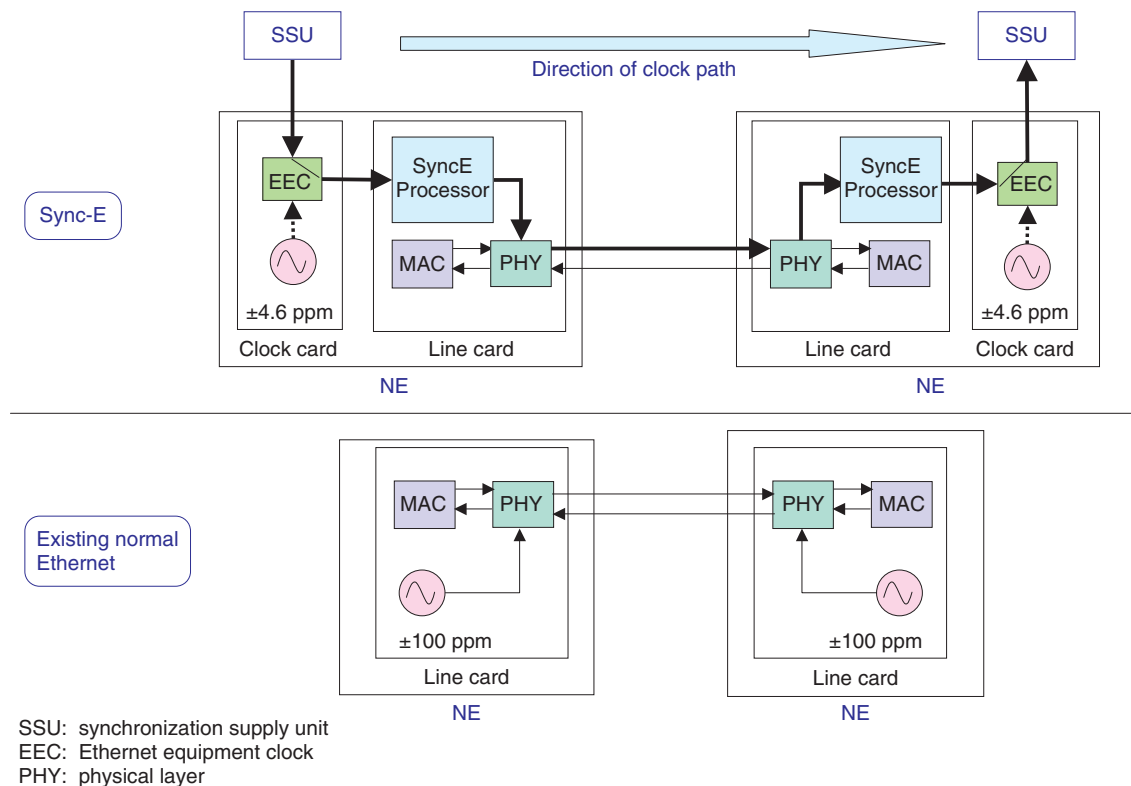 SSU
Direction of clock path
SSU
Sync-E
EEC
SyncE
Processor
MAC
PHY
±4.6 ppm
Clock card
Line card
NE
SyncE
Processor
EEC
PHY
MAC
±4.6 ppm
Line card
Clock card
NE
Existing normal
Ethernet
MAC
PHY
±100 ppm
Line card
NE
PHY
MAC
±100 ppm
Line card
NE
SSU: synchronization supply unit
EEC: Ethernet equipment clock
PHY: physical layer